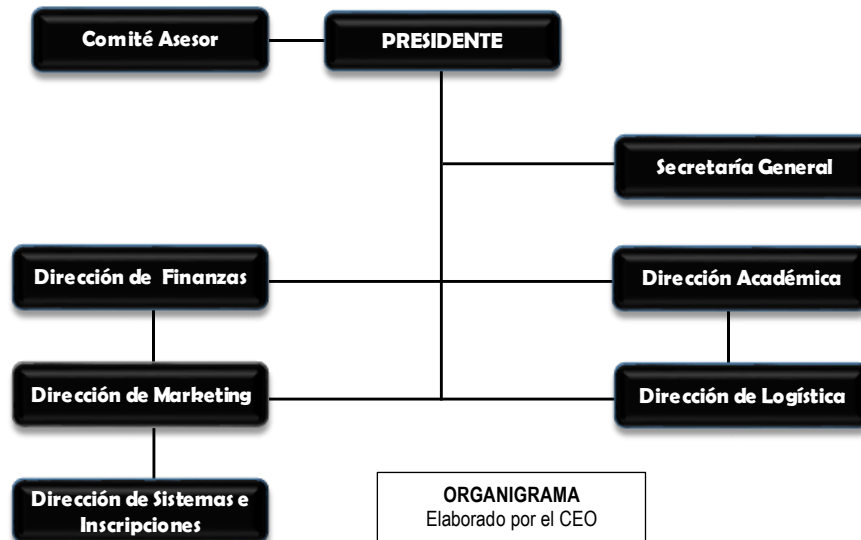 Comité Asesor
PRESIDENTE
Secretaría General
Dirección de Finanzas
Dirección Académica
Dirección de Marketing
Dirección de Logística
Dirección de Sistemas e
Inscripciones
ORGANIGRAMA
Elaborado por el CEO